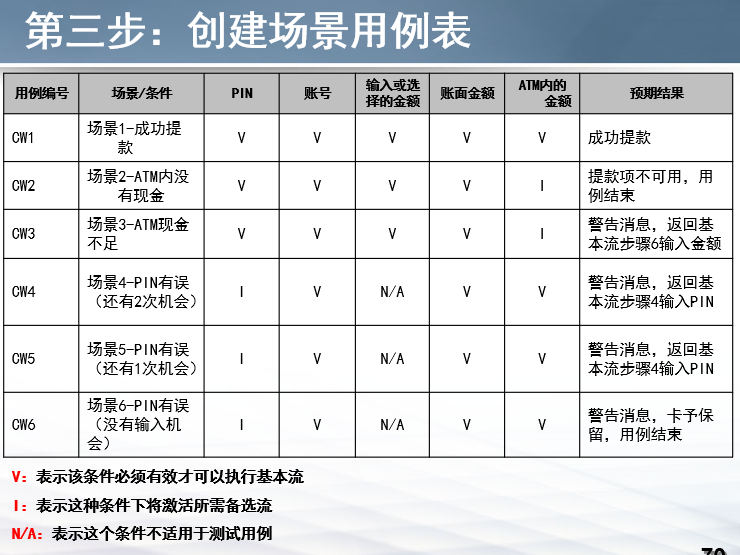 第三步：创建场景用例表
用例编号 场景/条件 PIN 账号 输入或选择的金额 账面金额 ATM内的金额 预期结果
CW1 场景1-成功提款 V V V V V 成功提款
CW2 场景2-ATM内没有现金 V V V V I 提款项不可用，用例结束
CW3 场景3-ATM现金不足 V V V V I 警告消息，返回基本流步骤6输入金额
CW4 场景4-PIN有误（还有2次机会） I V N/A V V 警告消息，返回基本流步骤4输入PIN
CW5 场景5-PIN有误（还有1次机会） I V N/A V V 警告消息，返回基本流步骤4输入PIN
CW6 场景6-PIN有误（没有输入机会） I V N/A V V 警告消息，卡予保留，用例结束
V：表示该条件必须有效才可以执行基本流
I：表示这种条件下将激活所需备选流
N/A：表示这个条件不适用于测试用例